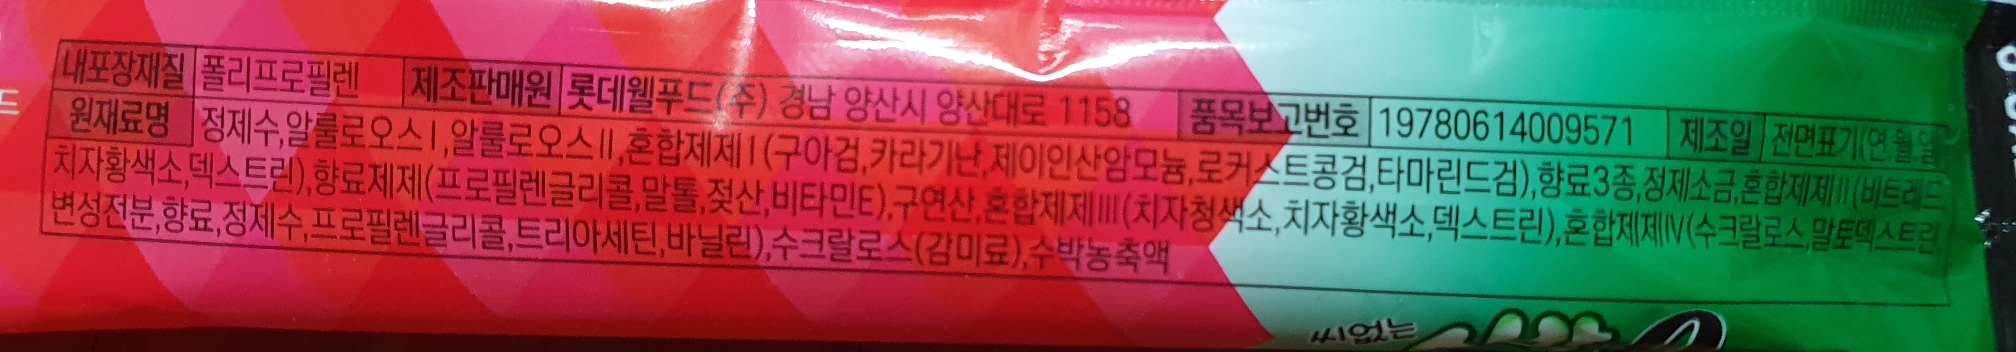 내포장재질 폴리프로필렌 제조판매원 롯데웰푸드(주) 경남 양산시 양산대로 1158 품목보고번호 19780614009571 제조일 전면표기(연.월.일
원재료명 정제수,알룰로오스Ⅰ,알룰로오스Ⅱ,혼합제제Ⅰ(구아검,카라기난,제이인산암모늄,로커스트콩검,타마린드검),향료3종,정제소금,혼합제제Ⅱ(비트레드
치자황색소,덱스트린),향료제제(프로필렌글리콜,말톨,젖산,비타민E),구연산,혼합제제Ⅲ(치자청색소,치자황색소,덱스트린),혼합제제Ⅳ(수크랄로스,말토덱스트린
변성전분,향료,정제수,프로필렌글리콜,트리아세틴,바닐린),수크랄로스(감미료),수박농축액
드
씨없는